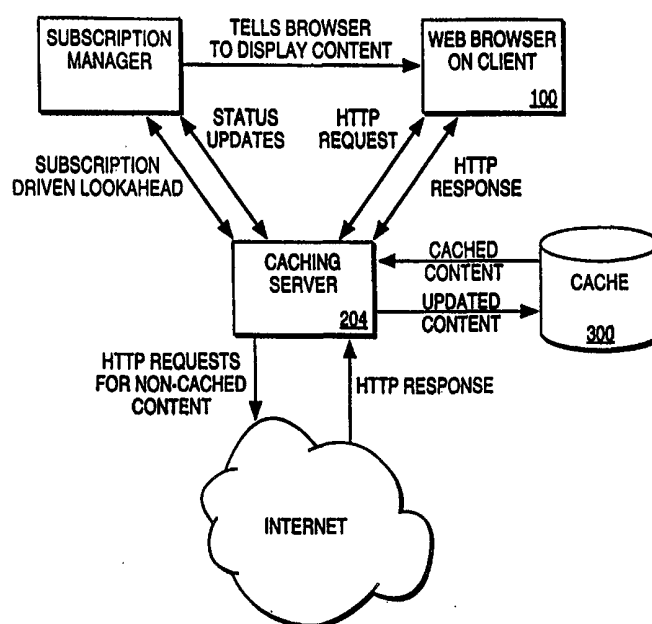 SUBSCRIPTION
MANAGER
TELLS BROWSER
TO DISPLAY CONTENT
WEB BROWSER
ON CLIENT
100
STATUS
UPDATES
HTTP
REQUEST
SUBSCRIPTION
DRIVEN LOOKAHEAD
HTTP
RESPONSE
CACHING
SERVER
204
CACHED
CONTENT
UPDATED
CONTENT
CACHE
300
HTTP REQUESTS
FOR NON-CACHED
CONTENT
HTTP RESPONSE
INTERNET